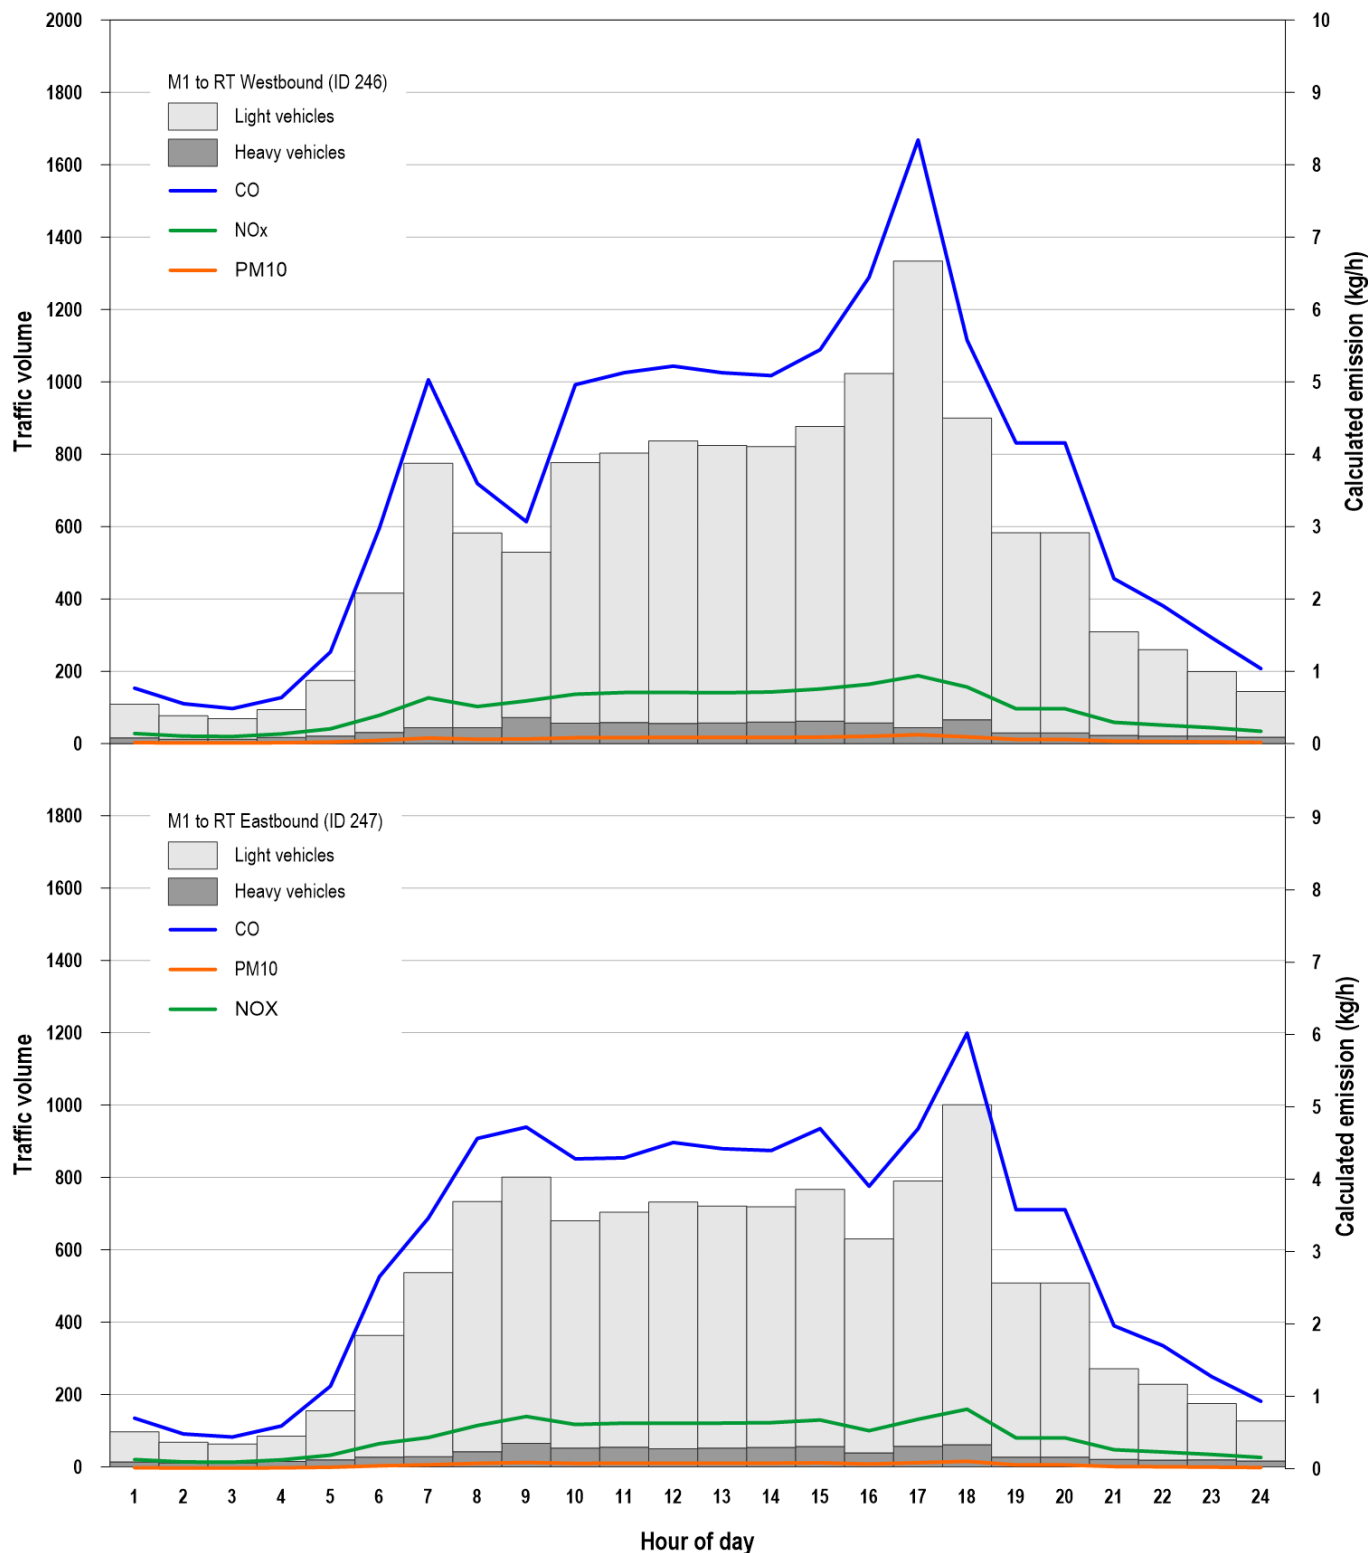 2000
1800
1600
1400
1200
1000
800
600
400
200
0
Traffic volume
M1 to RT Westbound (ID 246)
Light vehicles
Heavy vehicles
CO
NOx
PM10
10
9
8
7
6
5
4
3
2
1
0
Calculated emission (kg/h)
1800
1600
1400
1200
1000
800
600
400
200
0
Traffic volume
M1 to RT Eastbound (ID 247)
Light vehicles
Heavy vehicles
CO
PM10
NOX
9
8
7
6
5
4
3
2
1
0
Calculated emission (kg/h)
1 2 3 4 5 6 7 8 9 10 11 12 13 14 15 16 17 18 19 20 21 22 23 24
Hour of day